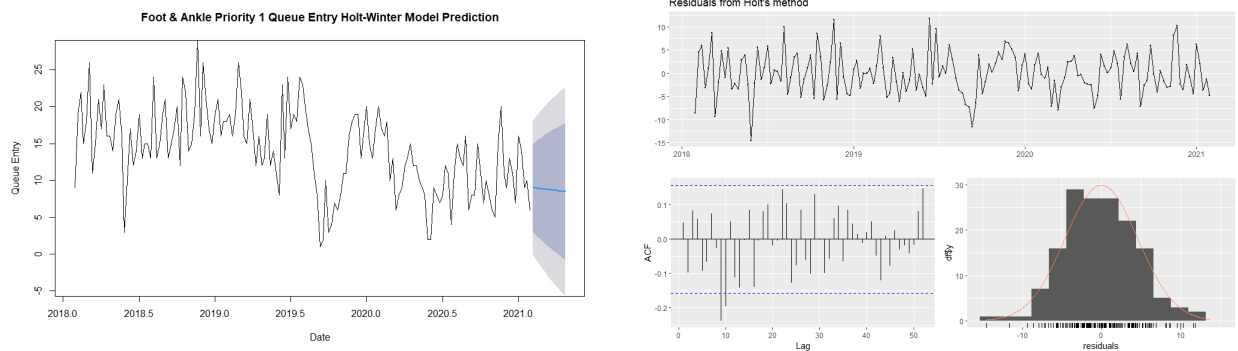 Foot & Ankle Priority 1 Queue Entry Holt-Winter Model Prediction
Queue Entry
25
20
15
10
5
0
-5
2018.0 2018.5 2019.0 2019.5 2020.0 2020.5 2021.0
Date
Residuals from Holt's method
10
5
0
-5
-10
-15
2018 2019 2020 2021
ACF
0.1
0.0
-0.1
-0.2
0 10 20 30 40 50
Lag
df$y
30
20
10
0
-10 0 10
residuals